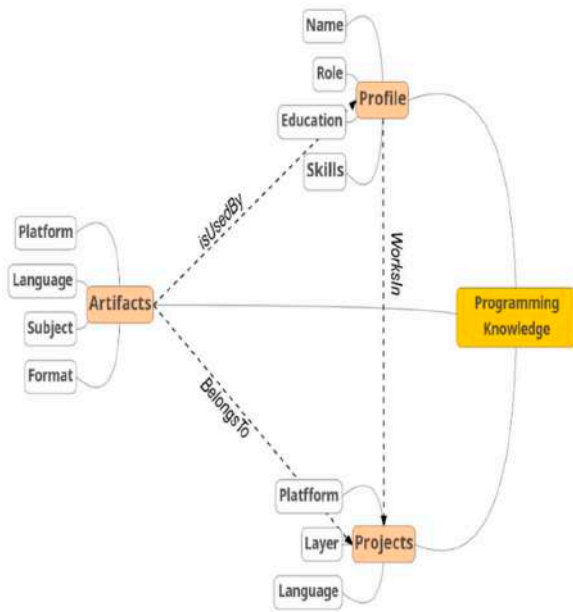 Name
Role
Profile
Education
Skills
isUsedBy
WorksIn
Platform
Language
Artifacts
Subject
Format
Programming
Knowledge
BelongsTo
Platfform
Layer
Projects
Language